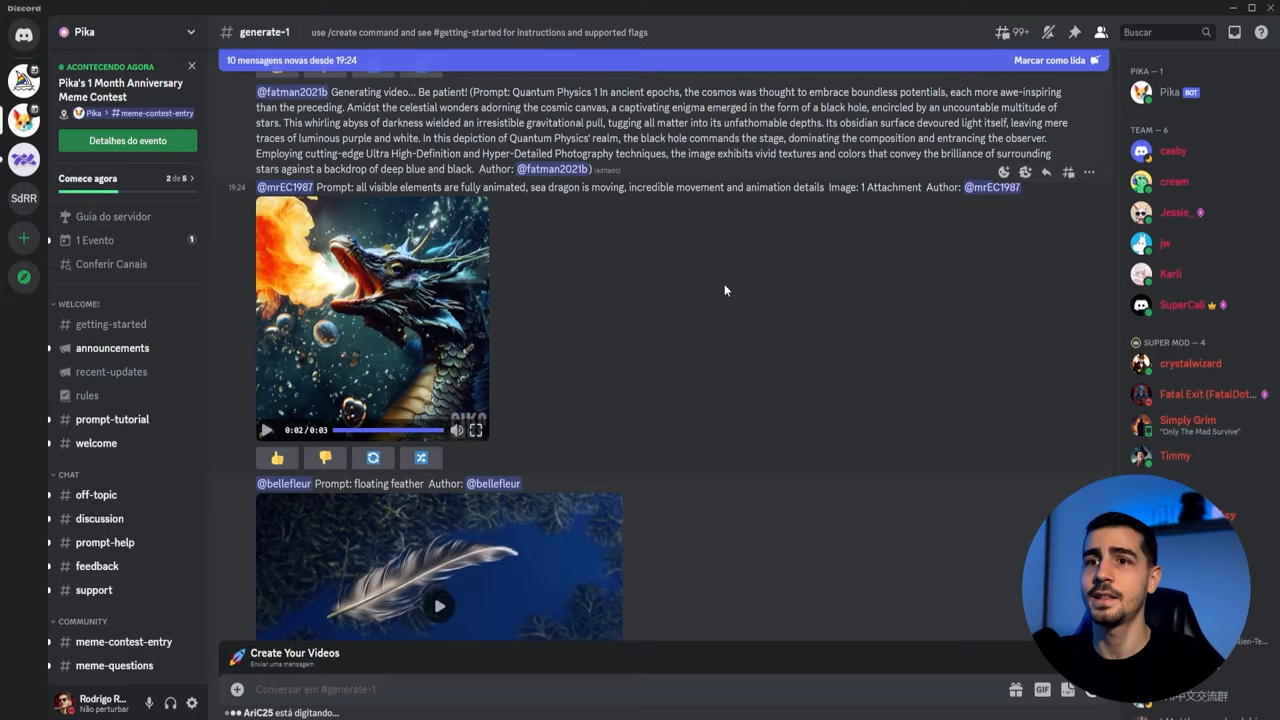 Discord
Pika
ACONTECENDO AGORA
Pika's 1 Month Anniversary
Meme Contest
Pika > #meme-contest-entry
Detalhes do evento
Comece agora
2 de 5
Guia do servidor
1 Evento
1
Conferir Canais
WELCOME!
getting-started
announcements
recent-updates
rules
prompt-tutorial
welcome
CHAT
off-topic
discussion
prompt-help
feedback
support
COMMUNITY
meme-contest-entry
meme-questions
Rodrigo R...
Não perturbar
SdRR
generate-1
use /create command and see #getting-started for instructions and supported flags
99+
Buscar
10 mensagens novas desde 19:24
Marcar como lida
@fatman2021b Generating video... Be patient! (Prompt: Quantum Physics 1 In ancient epochs, the cosmos was thought to embrace boundless potentials, each more awe-inspiring
than the preceding. Amidst the celestial wonders adorning the cosmic canvas, a captivating enigma emerged in the form of a black hole, encircled by an uncountable multitude of
stars. This whirling abyss of darkness wielded an irresistible gravitational pull, tugging all matter into its unfathomable depths. Its obsidian surface devoured light itself, leaving mere
traces of luminous purple and white. In this depiction of Quantum Physics' realm, the black hole commands the stage, dominating the composition and entrancing the observer.
Employing cutting-edge Ultra High-Definition and Hyper-Detailed Photography techniques, the image exhibits vivid textures and colors that convey the brilliance of surrounding
stars against a backdrop of deep blue and black. Author: @fatman2021b) (editado)
19:24
@mrEC1987 Prompt: all visible elements are fully animated, sea dragon is moving, incredible movement and animation details Image: 1 Attachment Author: @mrEC1987
PIKA
0:02/0:03
@bellefleur Prompt: floating feather Author: @bellefleur
Create Your Videos
Enviar uma mensagem
Conversar em #generate-1
GIF
AriC25 está digitando...
PIKA — 1
Pika BOT
TEAM — 6
casby
cream
Jessie_
jw
Karli
SuperCali
SUPER MOD — 4
crystalwizard
Fatal Exit (FatalDot...
Simply Grim
"Only The Mad Survive"
Timmy